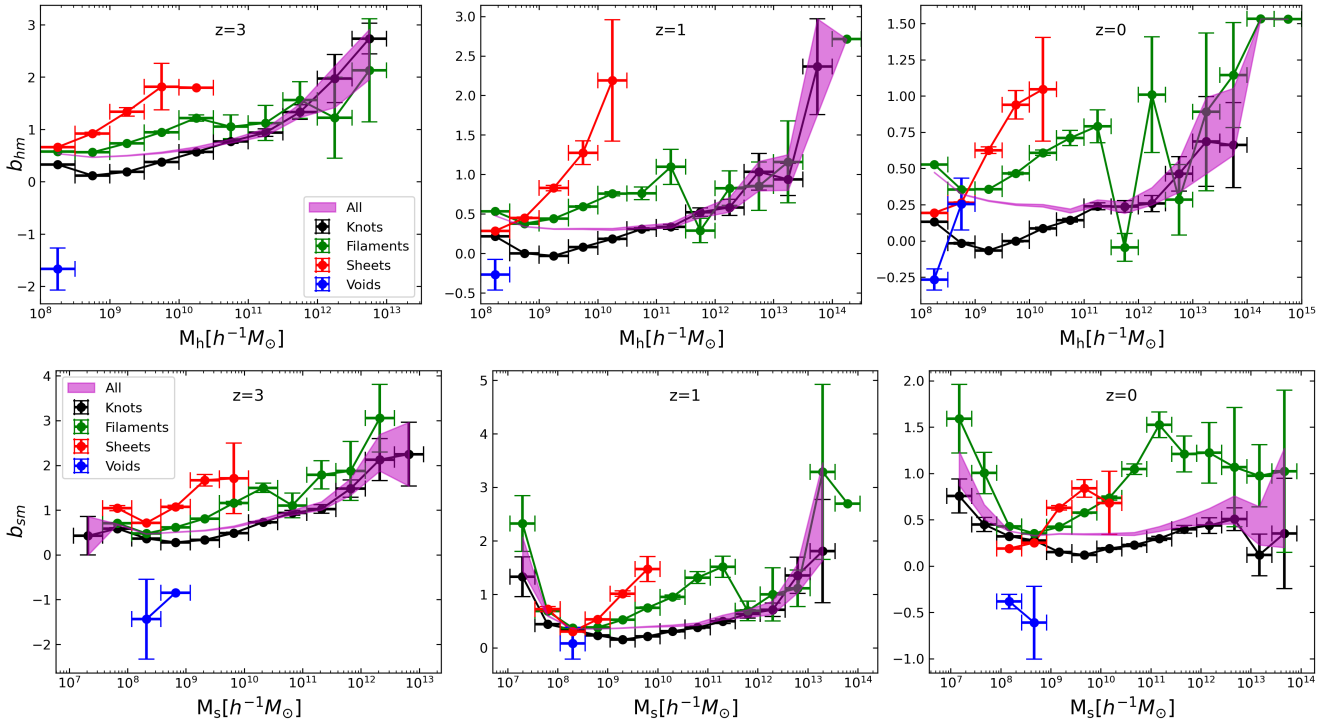 z=3
z=1
z=0
b_{hm}
3
2
1
0
−1
−2
All
Knots
Filaments
Sheets
Voids
10^8 10^9 10^{10} 10^{11} 10^{12} 10^{13}
M_h[h^{−1}M_⊙]
3.0
2.5
2.0
1.5
1.0
0.5
0.0
−0.5
10^8 10^9 10^{10} 10^{11} 10^{12} 10^{13} 10^{14}
M_h[h^{−1}M_⊙]
1.50
1.25
1.00
0.75
0.50
0.25
0.00
−0.25
10^8 10^9 10^{10} 10^{11} 10^{12} 10^{13} 10^{14} 10^{15}
M_h[h^{−1}M_⊙]
z=3
z=1
z=0
b_{sm}
4
3
2
1
0
−1
−2
All
Knots
Filaments
Sheets
Voids
10^7 10^8 10^9 10^{10} 10^{11} 10^{12} 10^{13}
M_s[h^{−1}M_⊙]
5
4
3
2
1
0
10^7 10^8 10^9 10^{10} 10^{11} 10^{12} 10^{13} 10^{14}
M_s[h^{−1}M_⊙]
2.0
1.5
1.0
0.5
0.0
−0.5
−1.0
10^7 10^8 10^9 10^{10} 10^{11} 10^{12} 10^{13} 10^{14}
M_s[h^{−1}M_⊙]